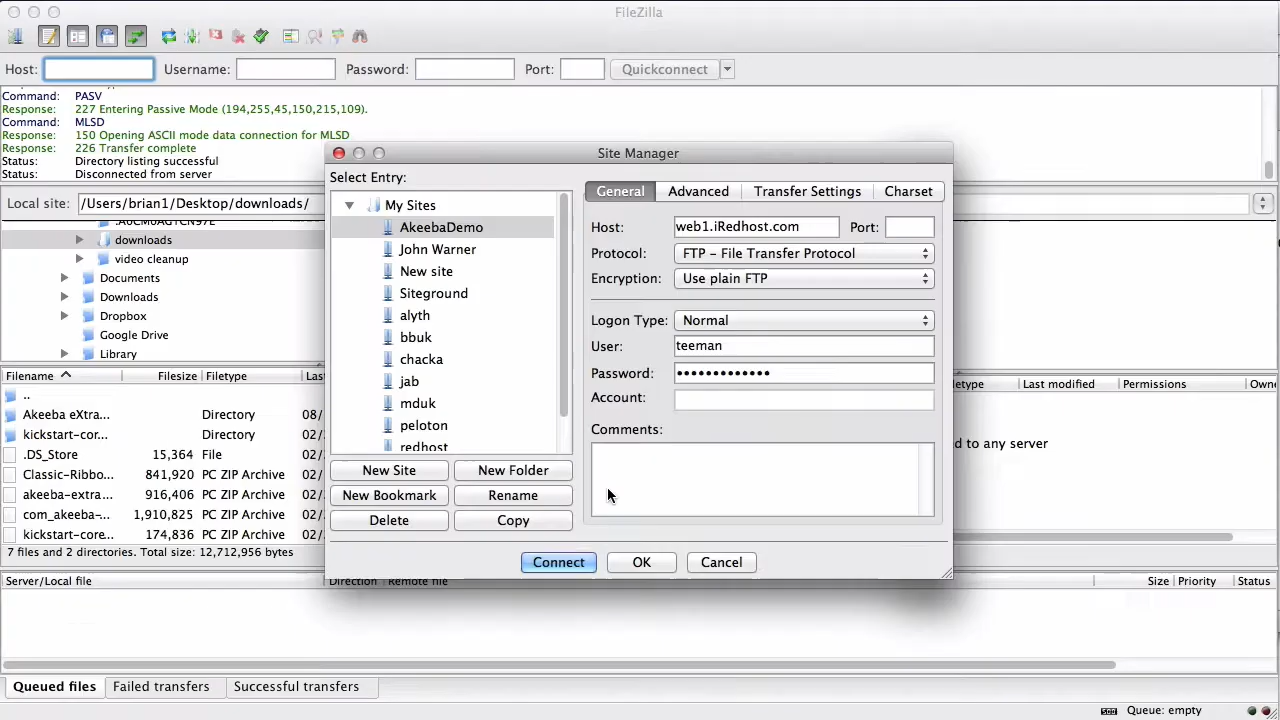 FileZilla
Host: Username: Password: Port: Quickconnect
Command: PASV
Response: 227 Entering Passive Mode (194,255,45,150,215,109).
Command: MLSD
Response: 150 Opening ASCII mode data connection for MLSD
Response: 226 Transfer complete
Status: Directory listing successful
Status: Disconnected from server
Local site: /Users/brian1/Desktop/downloads/
downloads
video cleanup
Documents
Downloads
Dropbox
Google Drive
Library
Filename Filesize Filetype Las
..
Akeeba eXtra... Directory 08/
kickstart-cor... Directory 02/
.DS_Store 15,364 File 02/
Classic-Ribbo... 841,920 PC ZIP Archive 02/
akeeba-extra... 916,406 PC ZIP Archive 02/
com_akeeba-... 1,910,825 PC ZIP Archive 02/
kickstart-core... 174,836 PC ZIP Archive 02/
7 files and 2 directories. Total size: 12,712,956 bytes
Site Manager
Select Entry:
My Sites
AkeebaDemo
John Warner
New site
Siteground
alyth
bbuk
chacka
jab
mduk
peloton
redhost
New Site New Folder
New Bookmark Rename
Delete Copy
General Advanced Transfer Settings Charset
Host: web1.iRedhost.com Port:
Protocol: FTP - File Transfer Protocol
Encryption: Use plain FTP
Logon Type: Normal
User: teeman
Password: •••••••••••••
Account:
Comments:
Connect OK Cancel
letype Last modified Permissions Owne
d to any server
Server/Local file Direction Remote file Size Priority Status
Queued files Failed transfers Successful transfers
Queue: empty